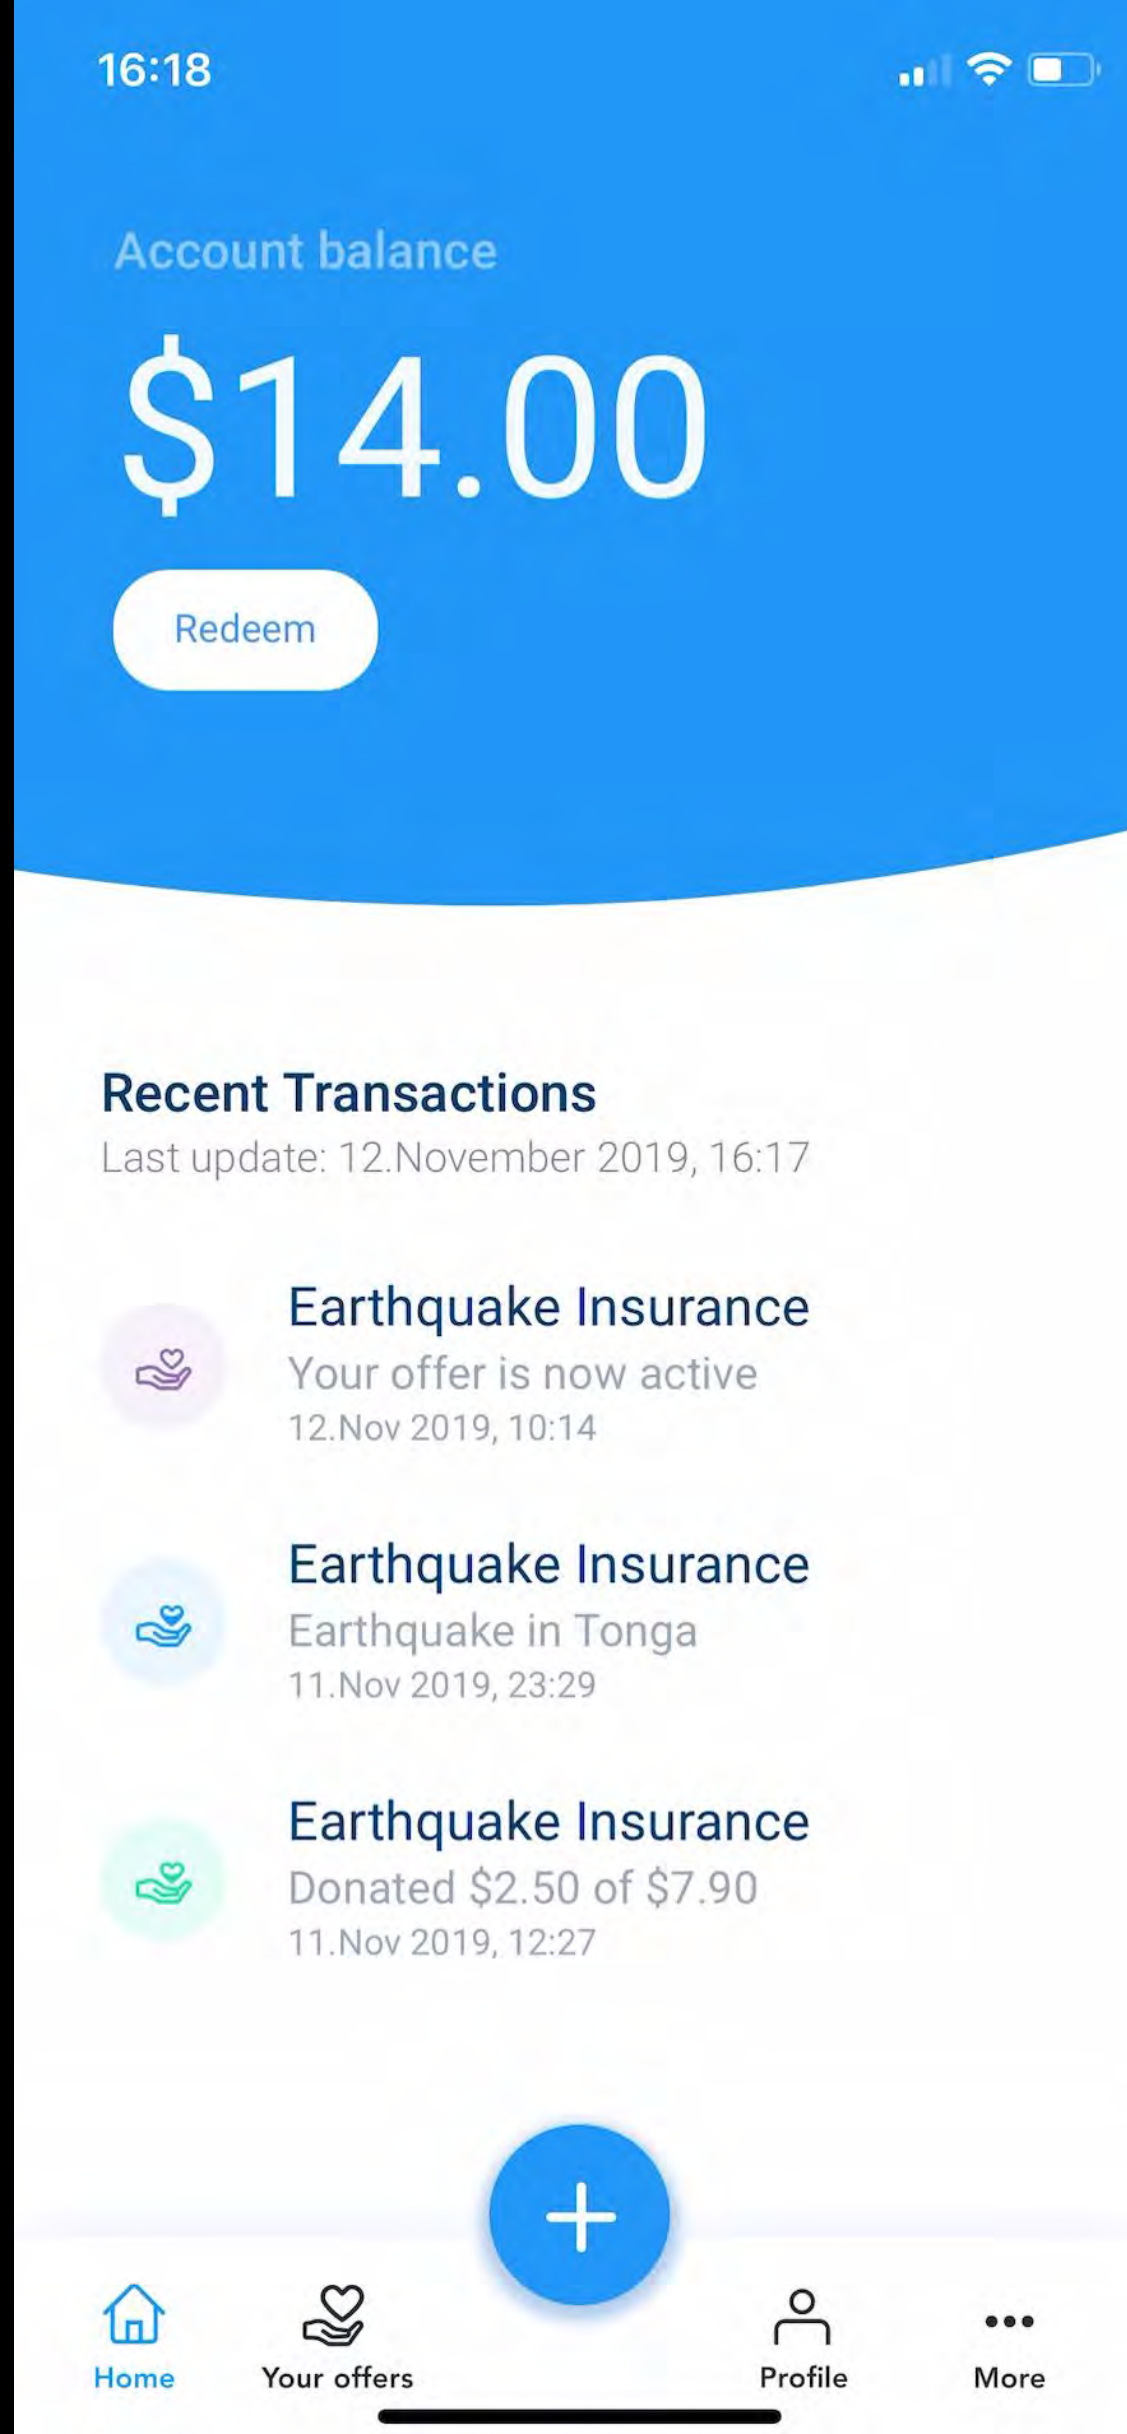 16:18
Account balance
$14.00
Redeem
Recent Transactions
Last update: 12.November 2019, 16:17
Earthquake Insurance
Your offer is now active
12.Nov 2019, 10:14
Earthquake Insurance
Earthquake in Tonga
11.Nov 2019, 23:29
Earthquake Insurance
Donated $2.50 of $7.90
11.Nov 2019, 12:27
Home Your offers Profile More